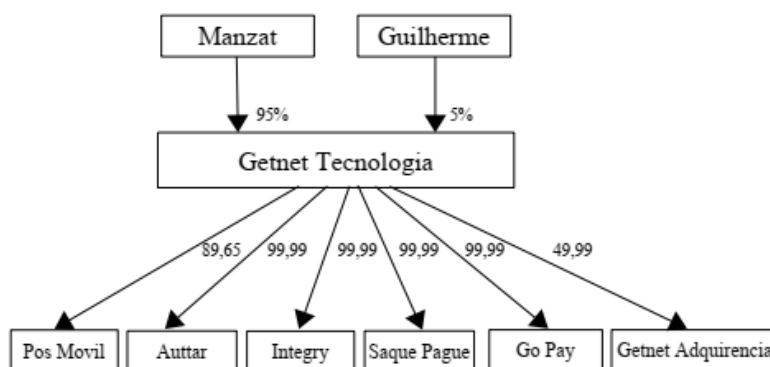 Manzat
Guilherme
95%
5%
Getnet Tecnologia
89,65
99,99
99,99
99,99
99,99
49,99
Pos Movil
Auttar
Integry
Saque Pague
Go Pay
Getnet Adquirencia